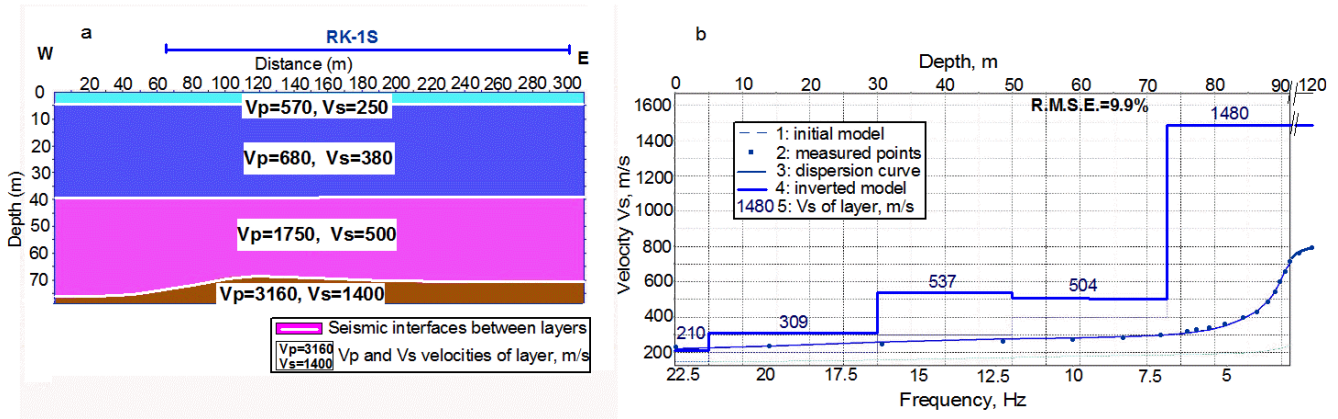 a
RK-1S
W
E
Distance (m)
20 40 60 80 100 120 140 160 180 200 220 240 260 280 300
0
10
20
30
40
50
60
70
Depth (m)
Vp=570, Vs=250
Vp=680, Vs=380
Vp=1750, Vs=500
Vp=3160, Vs=1400
Seismic interfaces between layers
Vp=3160
Vs=1400
Vp and Vs velocities of layer, m/s
b
Depth, m
0 10 20 30 40 50 60 70 80 90 120
R.M.S.E.=9.9%
1600
1400
1200
1000
800
600
400
200
Velocity Vs, m/s
1: initial model
2: measured points
3: dispersion curve
4: inverted model
1480 5: Vs of layer, m/s
1480
537
504
309
210
22.5 20 17.5 15 12.5 10 7.5 5
Frequency, Hz